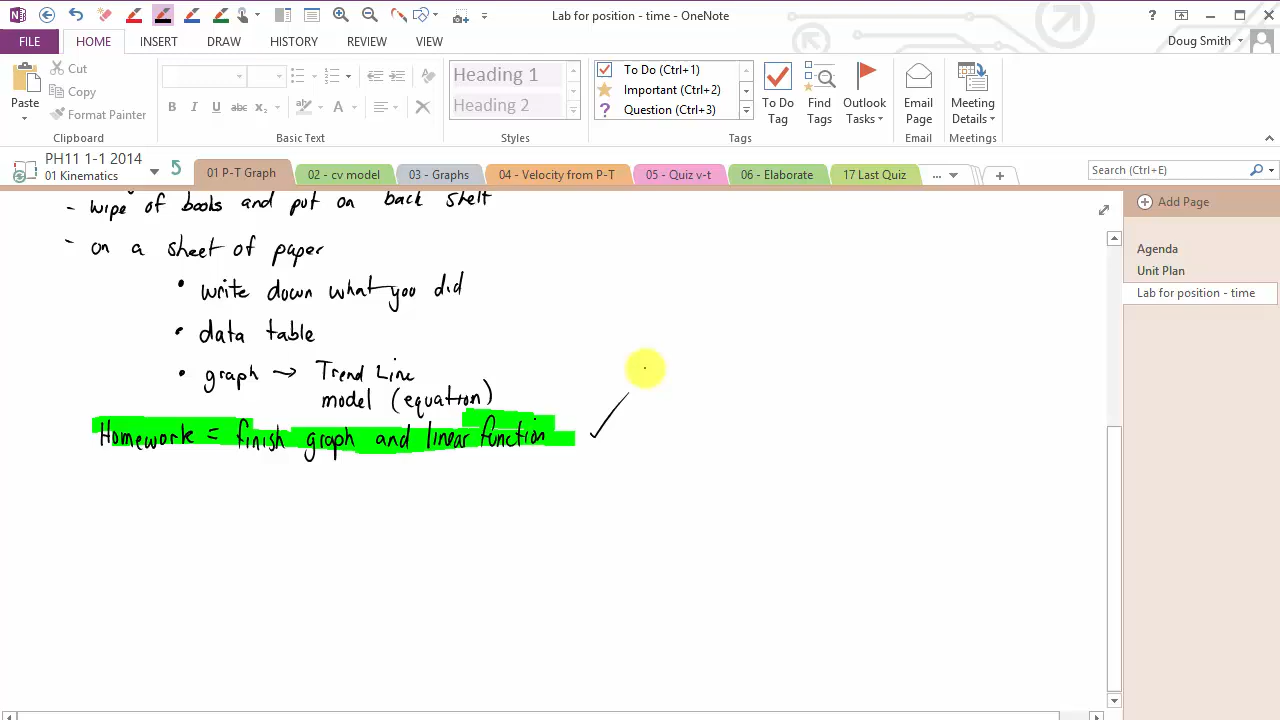 Lab for position - time - OneNote
FILE HOME INSERT DRAW HISTORY REVIEW VIEW
Doug Smith
Paste
Cut
Copy
Format Painter
Clipboard
B I U abc X₂ A
Basic Text
Heading 1
Heading 2
Styles
To Do (Ctrl+1)
Important (Ctrl+2)
Question (Ctrl+3)
To Do Tag
Find Tags
Outlook Tasks
Tags
Email Page
Email
Meeting Details
Meetings
PH11 1-1 2014
01 Kinematics
01 P-T Graph 02 - cv model 03 - Graphs 04 - Velocity from P-T 05 - Quiz v-t 06 - Elaborate 17 Last Quiz ...
Search (Ctrl+E)
Add Page
Agenda
Unit Plan
Lab for position - time
- wipe of books and put on back shelf
- on a sheet of paper
• write down what you did
• data table
• graph → Trend Line
model (equation)
Homework = finish graph and linear function ✓